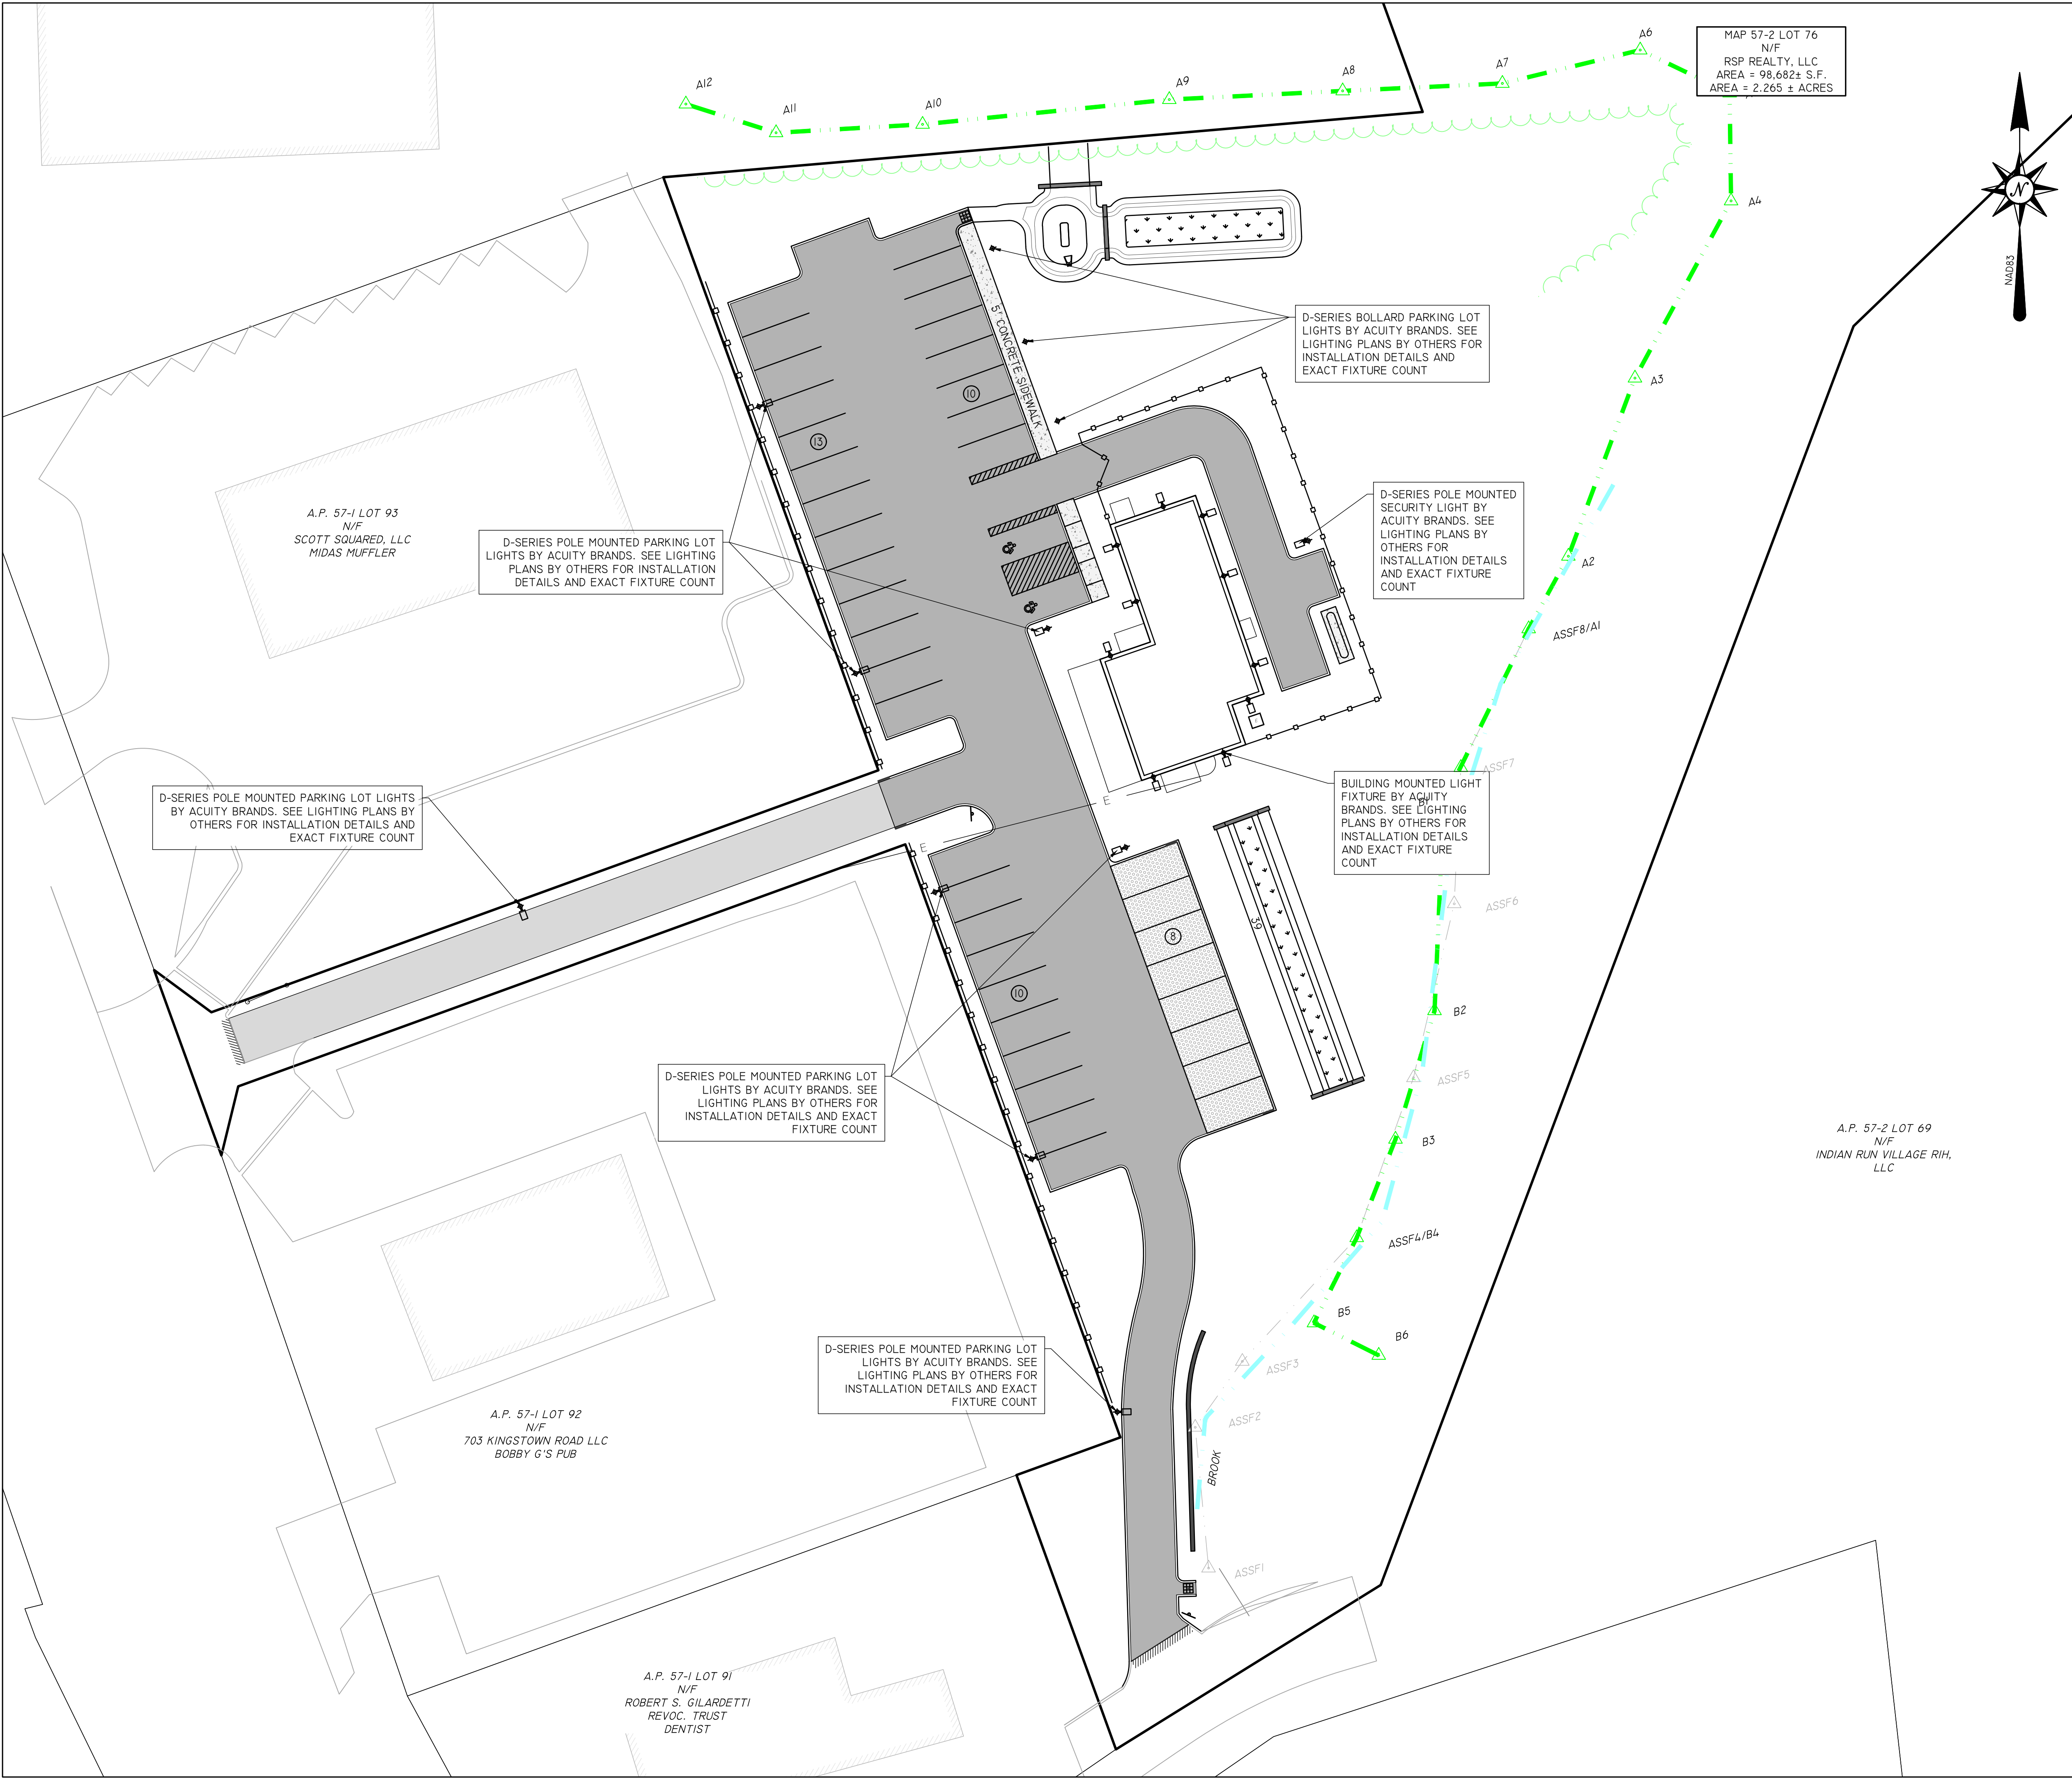 A6
MAP 57-2 LOT 76
N/F
RSP REALTY, LLC
AREA = 98,682± S.F.
AREA = 2.265 ± ACRES
A12
A11
A10
A9
A8
A7
A4
N
NAD83
5' CONCRETE SIDEWALK
D-SERIES BOLLARD PARKING LOT
LIGHTS BY ACUITY BRANDS. SEE
LIGHTING PLANS BY OTHERS FOR
INSTALLATION DETAILS AND
EXACT FIXTURE COUNT
A3
10
13
A.P. 57-1 LOT 93
N/F
SCOTT SQUARED, LLC
MIDAS MUFFLER
D-SERIES POLE MOUNTED PARKING LOT
LIGHTS BY ACUITY BRANDS. SEE LIGHTING
PLANS BY OTHERS FOR INSTALLATION
DETAILS AND EXACT FIXTURE COUNT
D-SERIES POLE MOUNTED
SECURITY LIGHT BY
ACUITY BRANDS. SEE
LIGHTING PLANS BY
OTHERS FOR
INSTALLATION DETAILS
AND EXACT FIXTURE
COUNT
A2
ASSF8/A1
ASSF7
D-SERIES POLE MOUNTED PARKING LOT LIGHTS
BY ACUITY BRANDS. SEE LIGHTING PLANS BY
OTHERS FOR INSTALLATION DETAILS AND
EXACT FIXTURE COUNT
E
E
BUILDING MOUNTED LIGHT
FIXTURE BY ACUITY
B1
BRANDS. SEE LIGHTING
PLANS BY OTHERS FOR
INSTALLATION DETAILS
AND EXACT FIXTURE
COUNT
ASSF6
39
8
10
B2
ASSF5
D-SERIES POLE MOUNTED PARKING LOT
LIGHTS BY ACUITY BRANDS. SEE
LIGHTING PLANS BY OTHERS FOR
INSTALLATION DETAILS AND EXACT
FIXTURE COUNT
B3
A.P. 57-2 LOT 69
N/F
INDIAN RUN VILLAGE RIH,
LLC
ASSF4/B4
B5
B6
D-SERIES POLE MOUNTED PARKING LOT
LIGHTS BY ACUITY BRANDS. SEE
LIGHTING PLANS BY OTHERS FOR
INSTALLATION DETAILS AND EXACT
FIXTURE COUNT
ASSF3
ASSF2
BROOK
A.P. 57-1 LOT 92
N/F
703 KINGSTOWN ROAD LLC
BOBBY G'S PUB
ASSF1
A.P. 57-1 LOT 91
N/F
ROBERT S. GILARDETTI
REVOC. TRUST
DENTIST